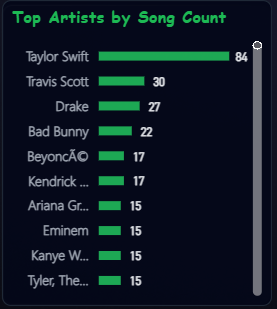 Top Artists by Song Count
Taylor Swift 84
Travis Scott 30
Drake 27
Bad Bunny 22
BeyoncÃ© 17
Kendrick ... 17
Ariana Gr... 15
Eminem 15
Kanye W... 15
Tyler, The... 15